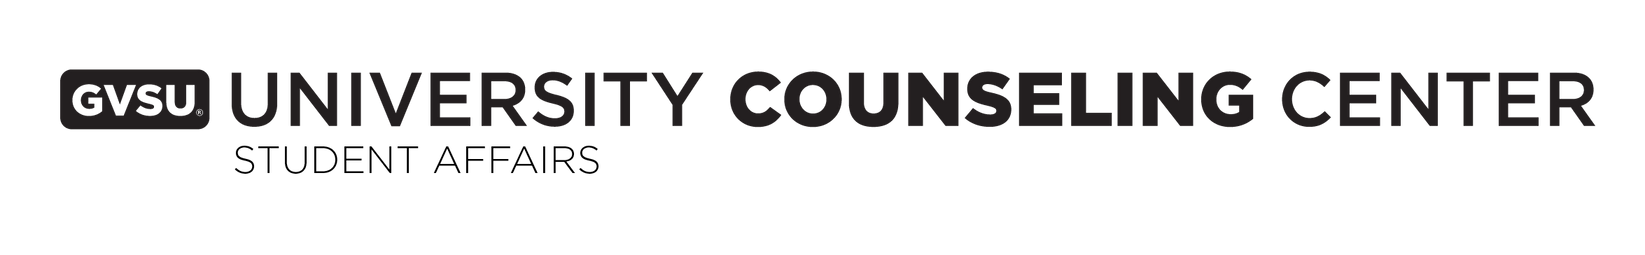 GVSU® UNIVERSITY COUNSELING CENTER
STUDENT AFFAIRS